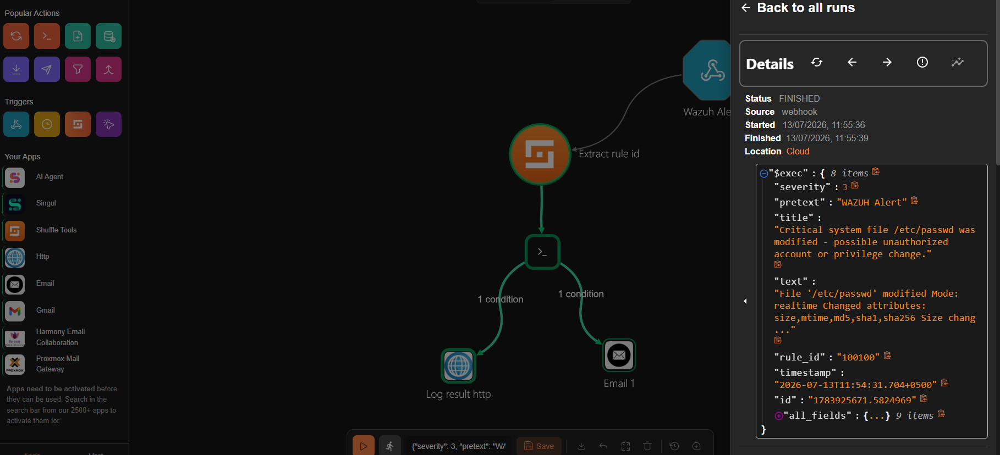 Popular Actions
Triggers
Your Apps
AI Agent
Singul
Shuffle Tools
Http
Email
Gmail
Harmony Email
Collaboration
Proxmox Mail
Gateway
Apps need to be activated before
they can be used. Search in the
search bar from our 2500+ apps to
activate them for.
Wazuh Ale
Extract rule id
1 condition
1 condition
Log result http
Email 1
{"severity": 3, "pretext": "WA
Save
Back to all runs
Details
Status FINISHED
Source webhook
Started 13/07/2026, 11:55:36
Finished 13/07/2026, 11:55:39
Location Cloud
"$exec" : { 8 items
"severity" : 3
"pretext" : "WAZUH Alert"
"title" :
"Critical system file /etc/passwd was
modified - possible unauthorized
account or privilege change."
"text" :
"File '/etc/passwd' modified Mode:
realtime Changed attributes:
size,mtime,md5,sha1,sha256 Size chang
..."
"rule_id" : "100100"
"timestamp" :
"2026-07-13T11:54:31.704+0500"
"id" : "1783925671.5824969"
"all_fields" : {...} 9 items
}